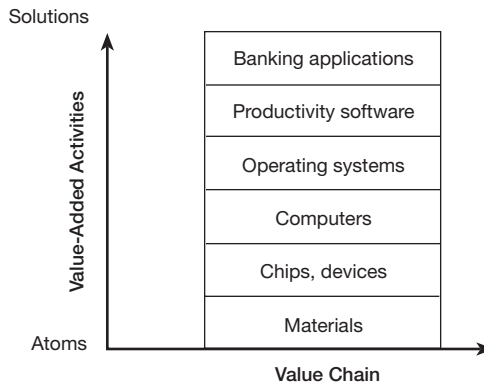 Solutions
Value-Added Activities
Banking applications
Productivity software
Operating systems
Computers
Chips, devices
Materials
Atoms
Value Chain